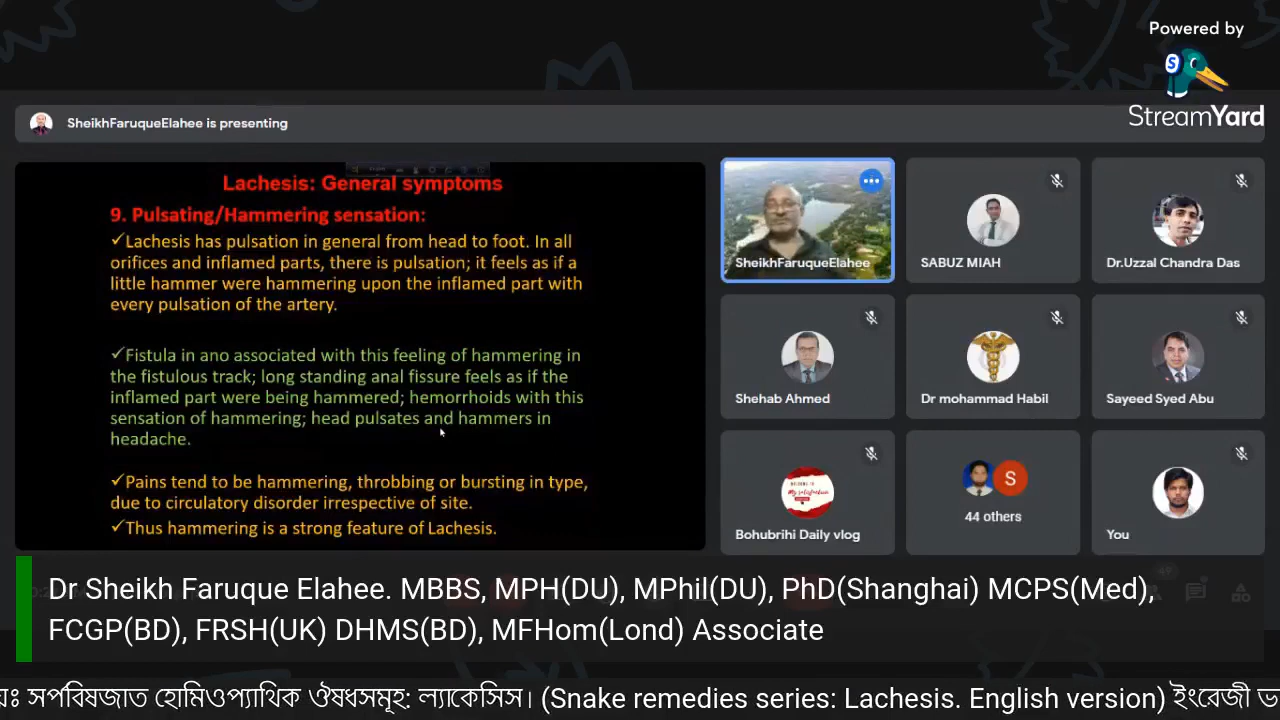 Powered by
StreamYard
SheikhFaruqueElahee is presenting
Lachesis: General symptoms
9. Pulsating/Hammering sensation:
✓Lachesis has pulsation in general from head to foot. In all
orifices and inflamed parts, there is pulsation; it feels as if a
little hammer were hammering upon the inflamed part with
every pulsation of the artery.
✓Fistula in ano associated with this feeling of hammering in
the fistulous track; long standing anal fissure feels as if the
inflamed part were being hammered; hemorrhoids with this
sensation of hammering; head pulsates and hammers in
headache.
✓Pains tend to be hammering, throbbing or bursting in type,
due to circulatory disorder irrespective of site.
✓Thus hammering is a strong feature of Lachesis.
SheikhFaruqueElahee
SABUZ MIAH
Dr.Uzzal Chandra Das
Shehab Ahmed
Dr mohammad Habil
Sayeed Syed Abu
Bohubrihi Daily vlog
S
44 others
You
Dr Sheikh Faruque Elahee. MBBS, MPH(DU), MPhil(DU), PhD(Shanghai) MCPS(Med),
FCGP(BD), FRSH(UK) DHMS(BD), MFHom(Lond) Associate
সর্পবিষজাত হোমিওপ্যাথিক ঔষধসমূহ: ল্যাকেসিস। (Snake remedies series: Lachesis. English version) ইংরেজী